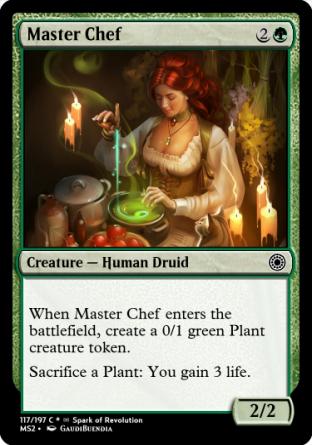 Master Chef 2
Creature — Human Druid
When Master Chef enters the
battlefield, create a 0/1 green Plant
creature token.
Sacrifice a Plant: You gain 3 life.
2/2
117/197 C * ∞ Spark of Revolution
MS2 • GaudiBuendia